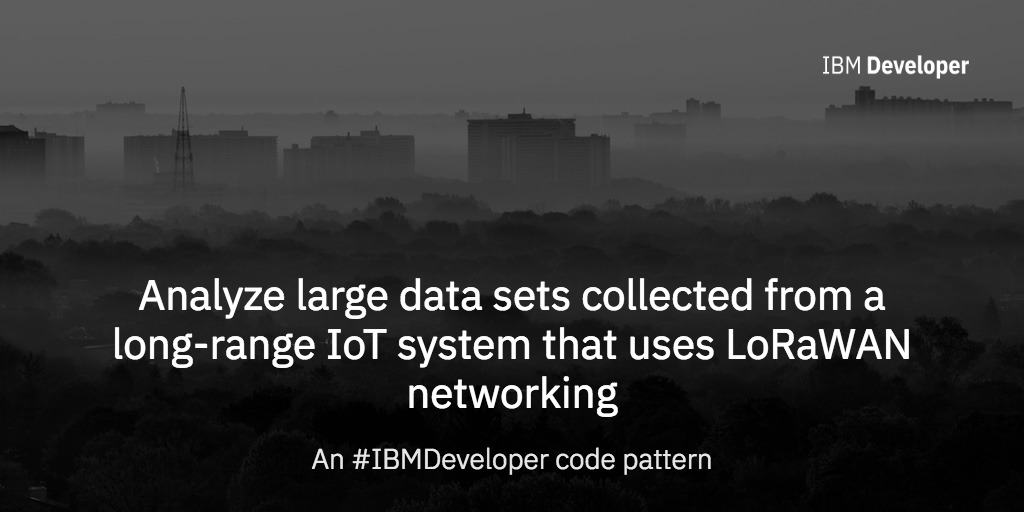 IBM Developer
Analyze large data sets collected from a
long-range IoT system that uses LoRaWAN
networking
An #IBMDeveloper code pattern